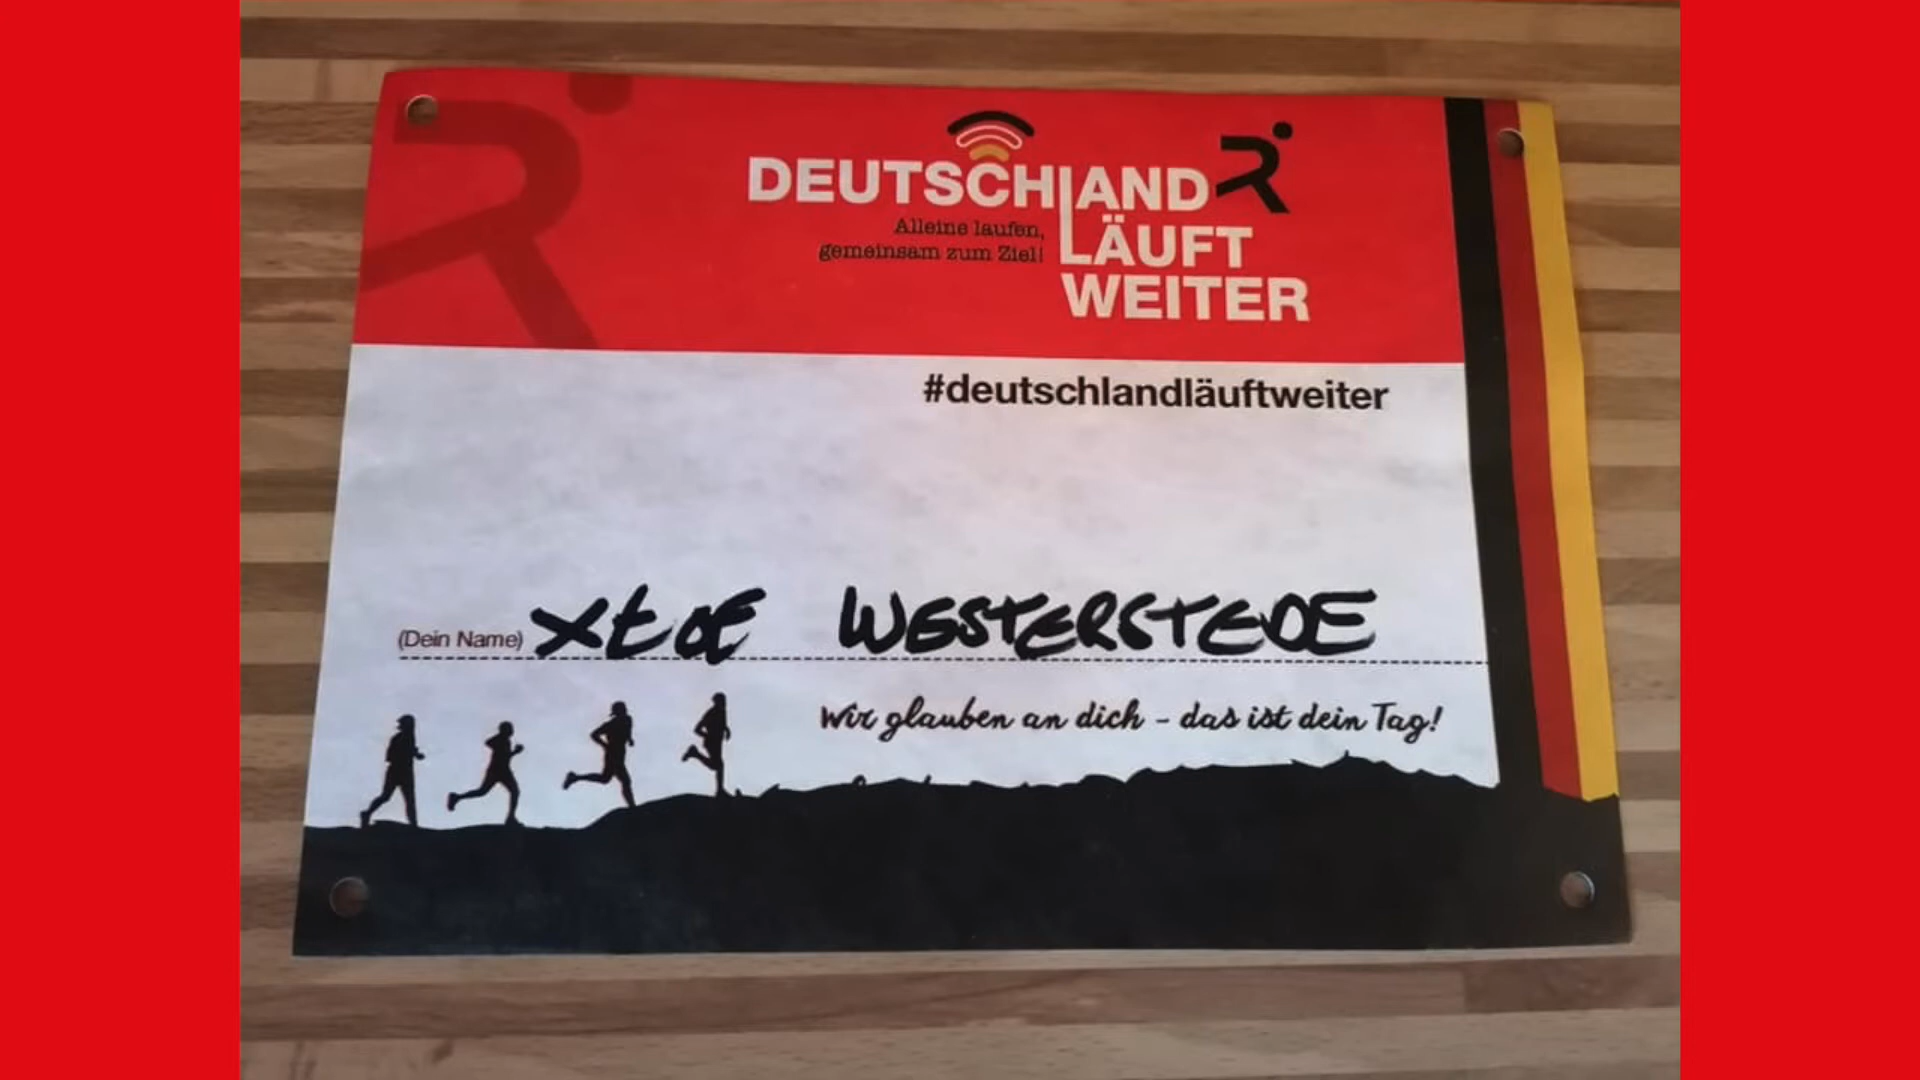 DEUTSCHLAND
LÄUFT
WEITER
Alleine laufen,
gemeinsam zum Ziel!
#deutschlandläuftweiter
(Dein Name) WESTERSTEDE
Wir glauben an dich - das ist dein Tag!